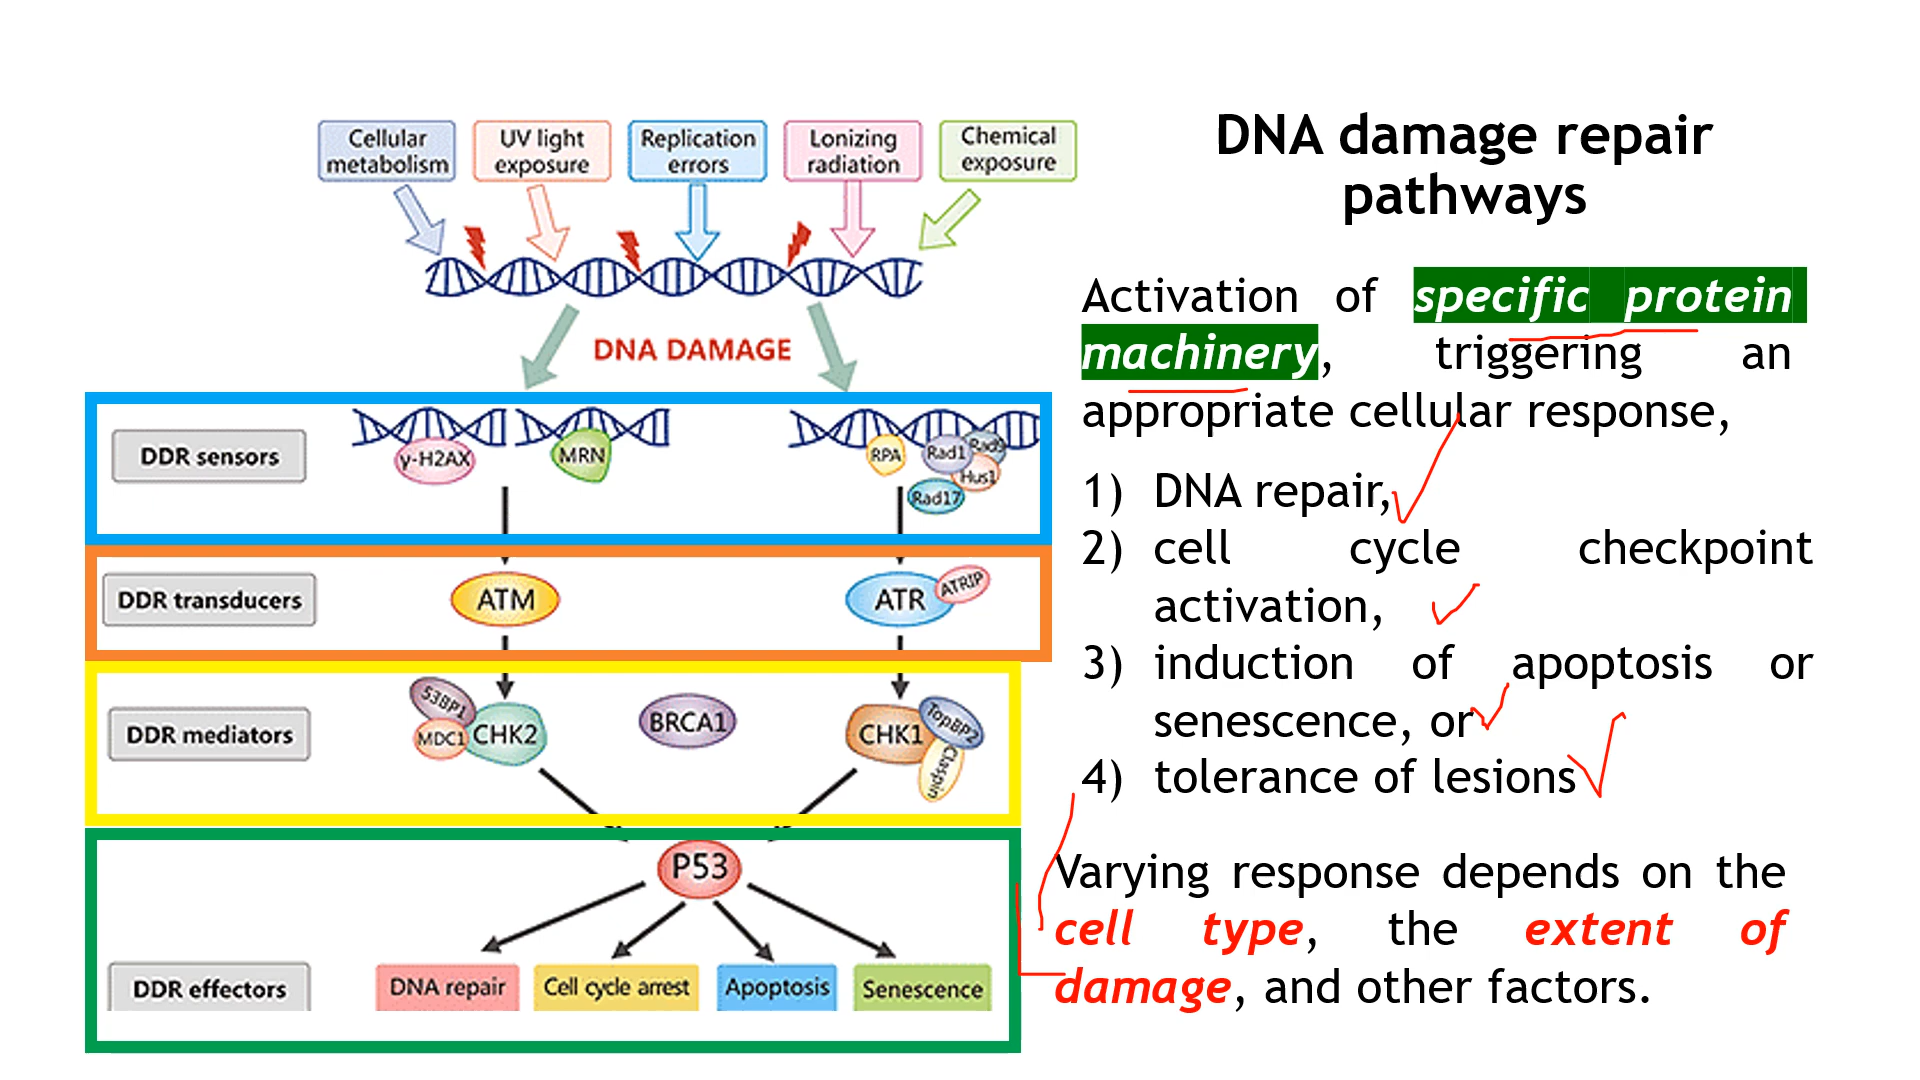 Cellular
metabolism
UV light
exposure
Replication
errors
Lonizing
radiation
Chemical
exposure
DNA DAMAGE
DDR sensors
γ-H2AX
MRN
RPA
Rad1
Rad9
Hus1
Rad17
DDR transducers
ATM
ATR
ATRIP
DDR mediators
53BP1
MDC1
CHK2
BRCA1
CHK1
TopBP2
Claspin
P53
DDR effectors
DNA repair
Cell cycle arrest
Apoptosis
Senescence
DNA damage repair
pathways
Activation of specific protein
machinery, triggering an
appropriate cellular response,
1) DNA repair,
2) cell cycle checkpoint
activation,
3) induction of apoptosis or
senescence, or
4) tolerance of lesions
Varying response depends on the
cell type, the extent of
damage, and other factors.